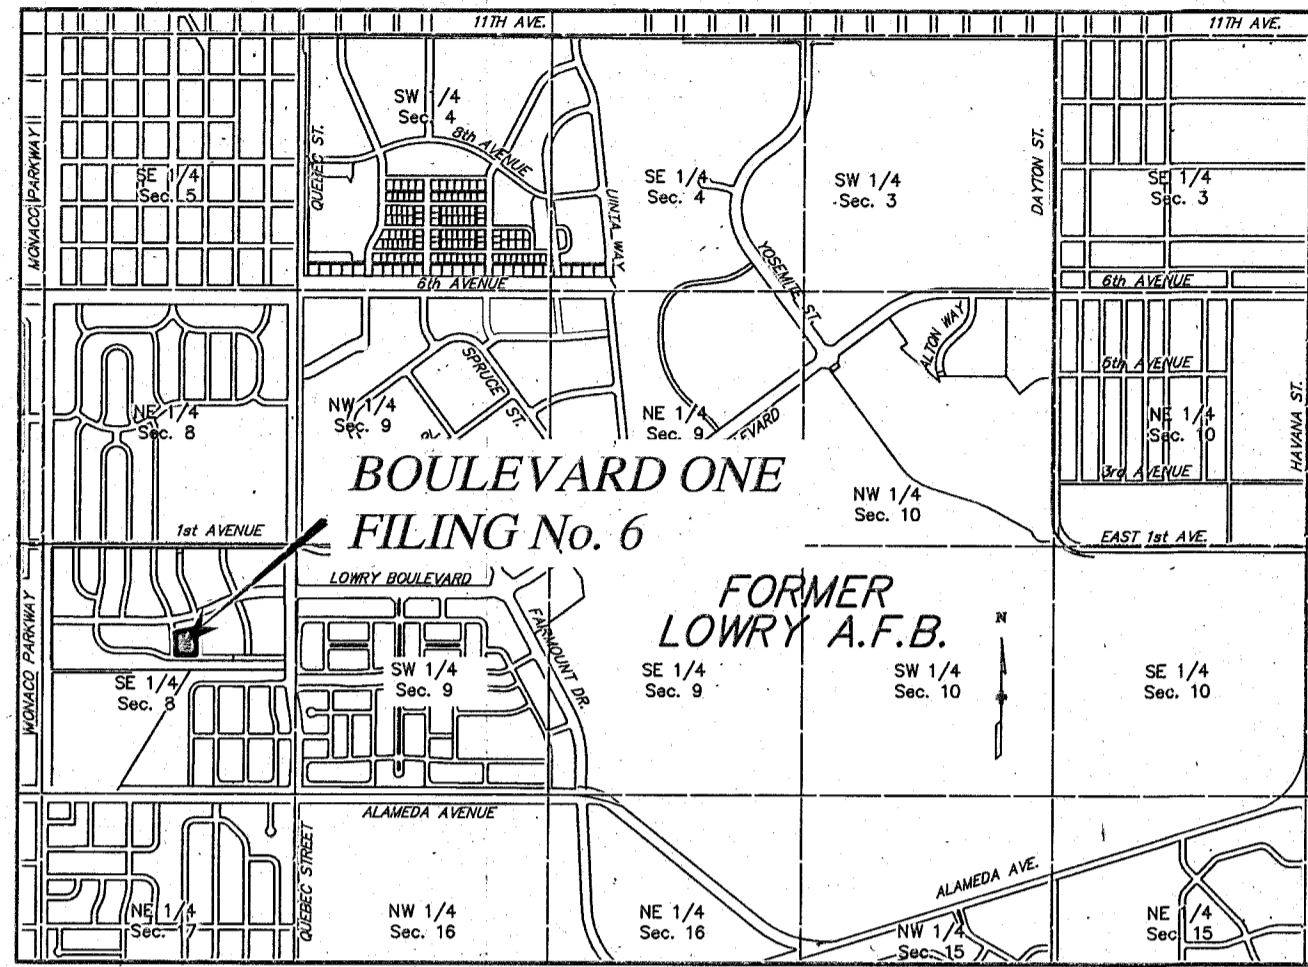 11TH AVE.
11TH AVE.
MONACO PARKWAY
SE 1/4
Sec. 5
QUEBEC ST.
SW 1/4
Sec. 4
8th AVENUE
UINTA WAY
SE 1/4
Sec. 4
SW 1/4
Sec. 3
DAYTON ST.
SE 1/4
Sec. 3
YOSEMITE ST.
6th AVENUE
6th AVENUE
ALTON WAY
SPRUCE ST.
5th AVENUE
NE 1/4
Sec. 8
NW 1/4
Sec. 9
NE 1/4
Sec. 9
EVARD
NE 1/4
Sec. 10
HAVANA ST.
3rd AVENUE
BOULEVARD ONE
FILING No. 6
NW 1/4
Sec. 10
1st AVENUE
EAST 1st AVE.
LOWRY BOULEVARD
FORMER
LOWRY A.F.B.
N
MONACO PARKWAY
FAIRMOUNT DR.
SE 1/4
Sec. 8
SW 1/4
Sec. 9
SE 1/4
Sec. 9
SW 1/4
Sec. 10
SE 1/4
Sec. 10
ALAMEDA AVENUE
QUEBEC STREET
ALAMEDA AVE.
NE 1/4
Sec. 7
NW 1/4
Sec. 16
NE 1/4
Sec. 16
NW 1/4
Sec. 15
NE 1/4
Sec. 15